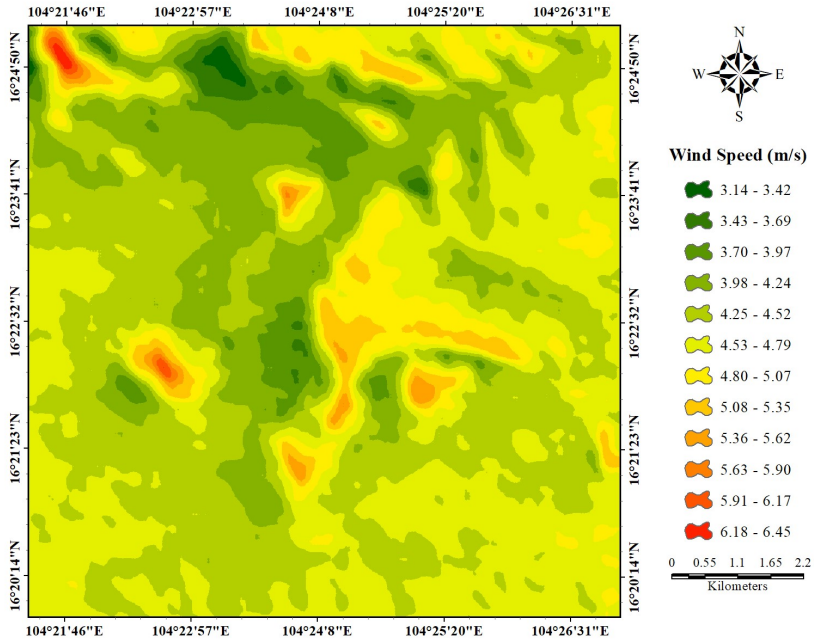 104°21'46"E 104°22'57"E 104°24'8"E 104°25'20"E 104°26'31"E
16°24'50"N
16°23'41"N
16°22'32"N
16°21'23"N
16°20'14"N
16°24'50"N
16°23'41"N
16°22'32"N
16°21'23"N
16°20'14"N
104°21'46"E 104°22'57"E 104°24'8"E 104°25'20"E 104°26'31"E
N
W E
S
Wind Speed (m/s)
3.14 - 3.42
3.43 - 3.69
3.70 - 3.97
3.98 - 4.24
4.25 - 4.52
4.53 - 4.79
4.80 - 5.07
5.08 - 5.35
5.36 - 5.62
5.63 - 5.90
5.91 - 6.17
6.18 - 6.45
0 0.55 1.1 1.65 2.2
Kilometers